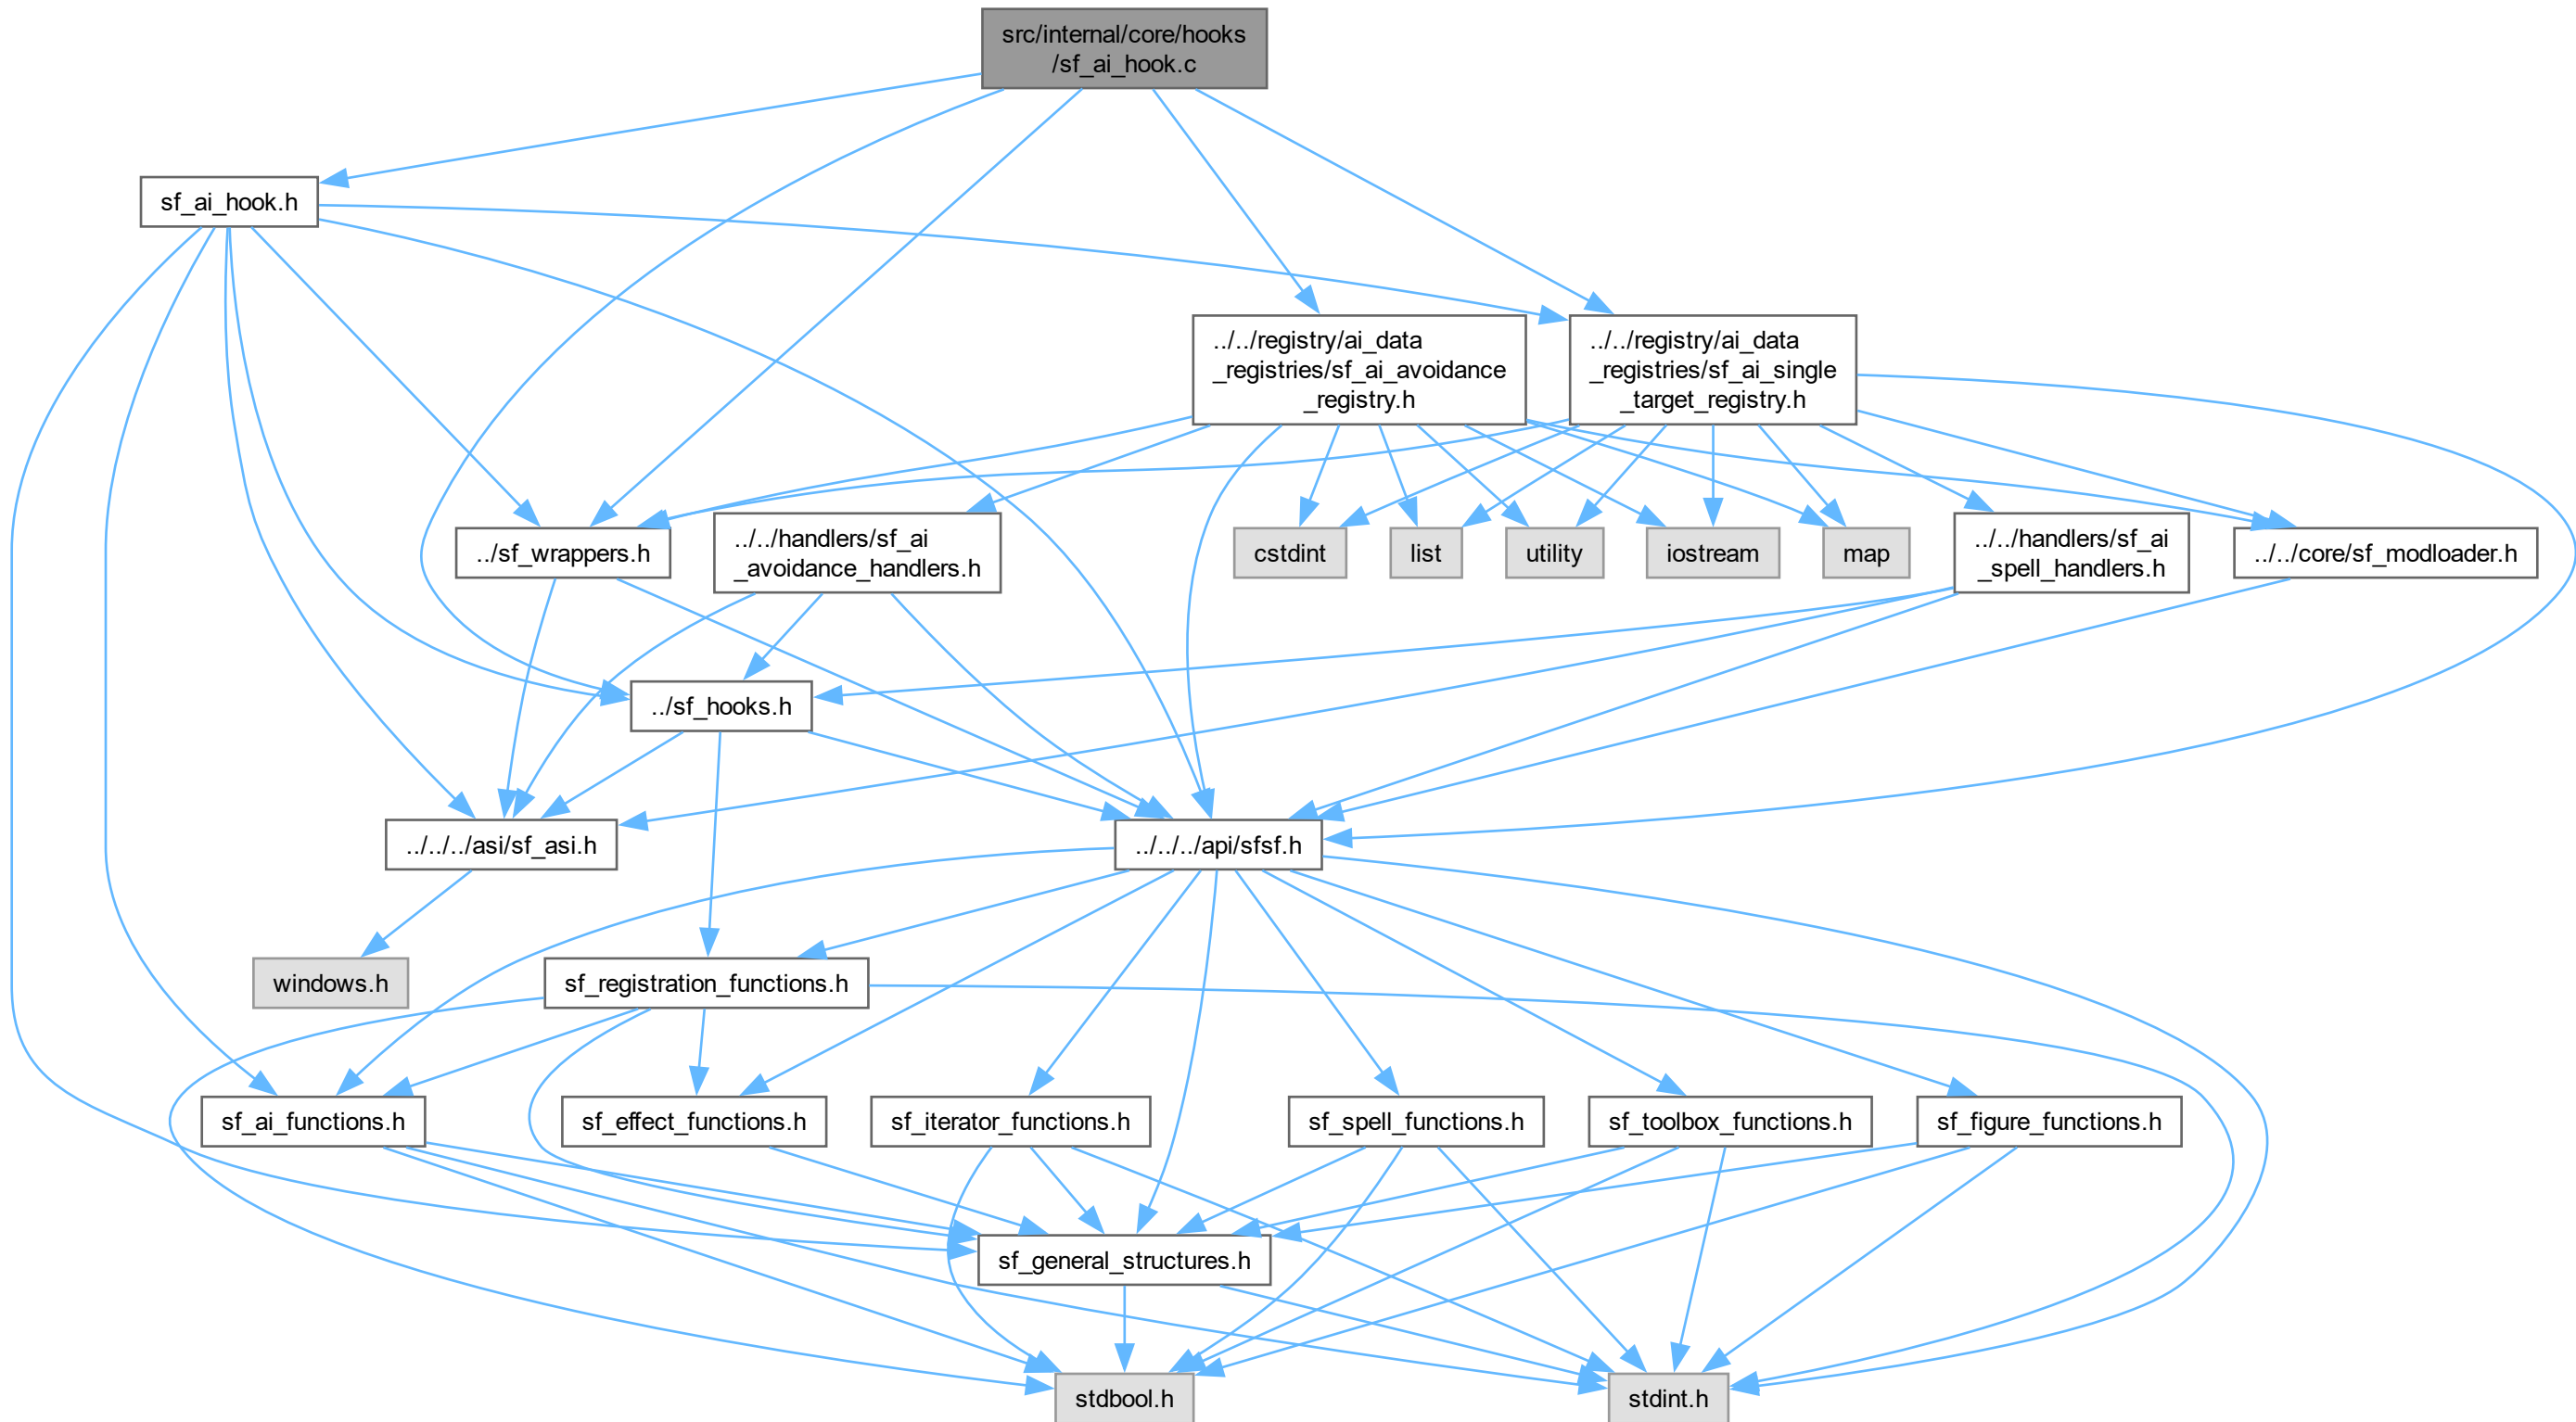 src/internal/core/hooks
/sf_ai_hook.c
sf_ai_hook.h
../../registry/ai_data
_registries/sf_ai_avoidance
_registry.h
../../registry/ai_data
_registries/sf_ai_single
_target_registry.h
../sf_wrappers.h
../../handlers/sf_ai
_avoidance_handlers.h
cstdint
list
utility
iostream
map
../../handlers/sf_ai
_spell_handlers.h
../../core/sf_modloader.h
../sf_hooks.h
../../../asi/sf_asi.h
../../../api/sfsf.h
windows.h
sf_registration_functions.h
sf_ai_functions.h
sf_effect_functions.h
sf_iterator_functions.h
sf_spell_functions.h
sf_toolbox_functions.h
sf_figure_functions.h
sf_general_structures.h
stdbool.h
stdint.h